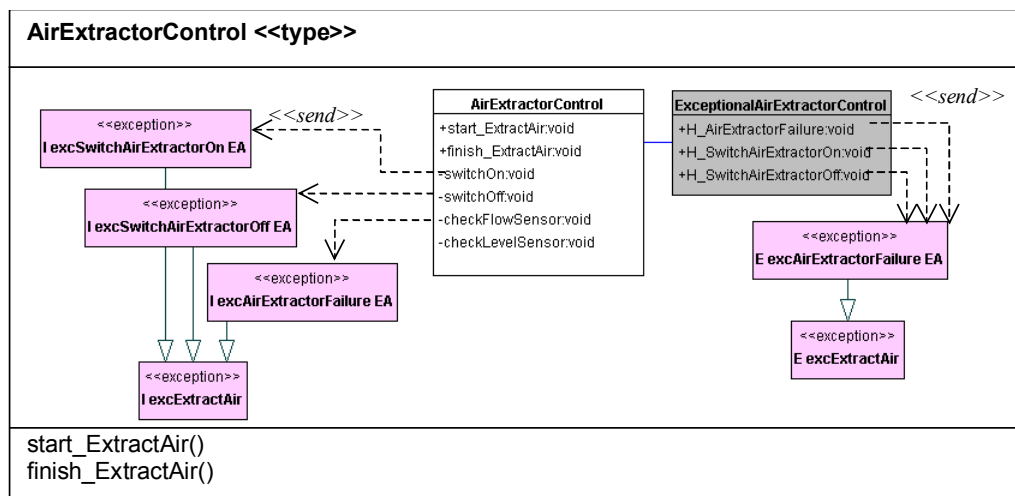 AirExtractorControl <<type>>
<<exception>>
I excSwitchAirExtractorOn EA
<<send>>
<<exception>>
I excSwitchAirExtractorOff EA
<<exception>>
I excAirExtractorFailure EA
<<exception>>
I excExtractAir
AirExtractorControl
+start_ExtractAir:void
+finish_ExtractAir:void
-switchOn:void
-switchOff:void
-checkFlowSensor:void
-checkLevelSensor:void
ExceptionalAirExtractorControl
+H_AirExtractorFailure:void
+H_SwitchAirExtractorOn:void
+H_SwitchAirExtractorOff:void
<<send>>
<<exception>>
E excAirExtractorFailure EA
<<exception>>
E excExtractAir
start_ExtractAir()
finish_ExtractAir()